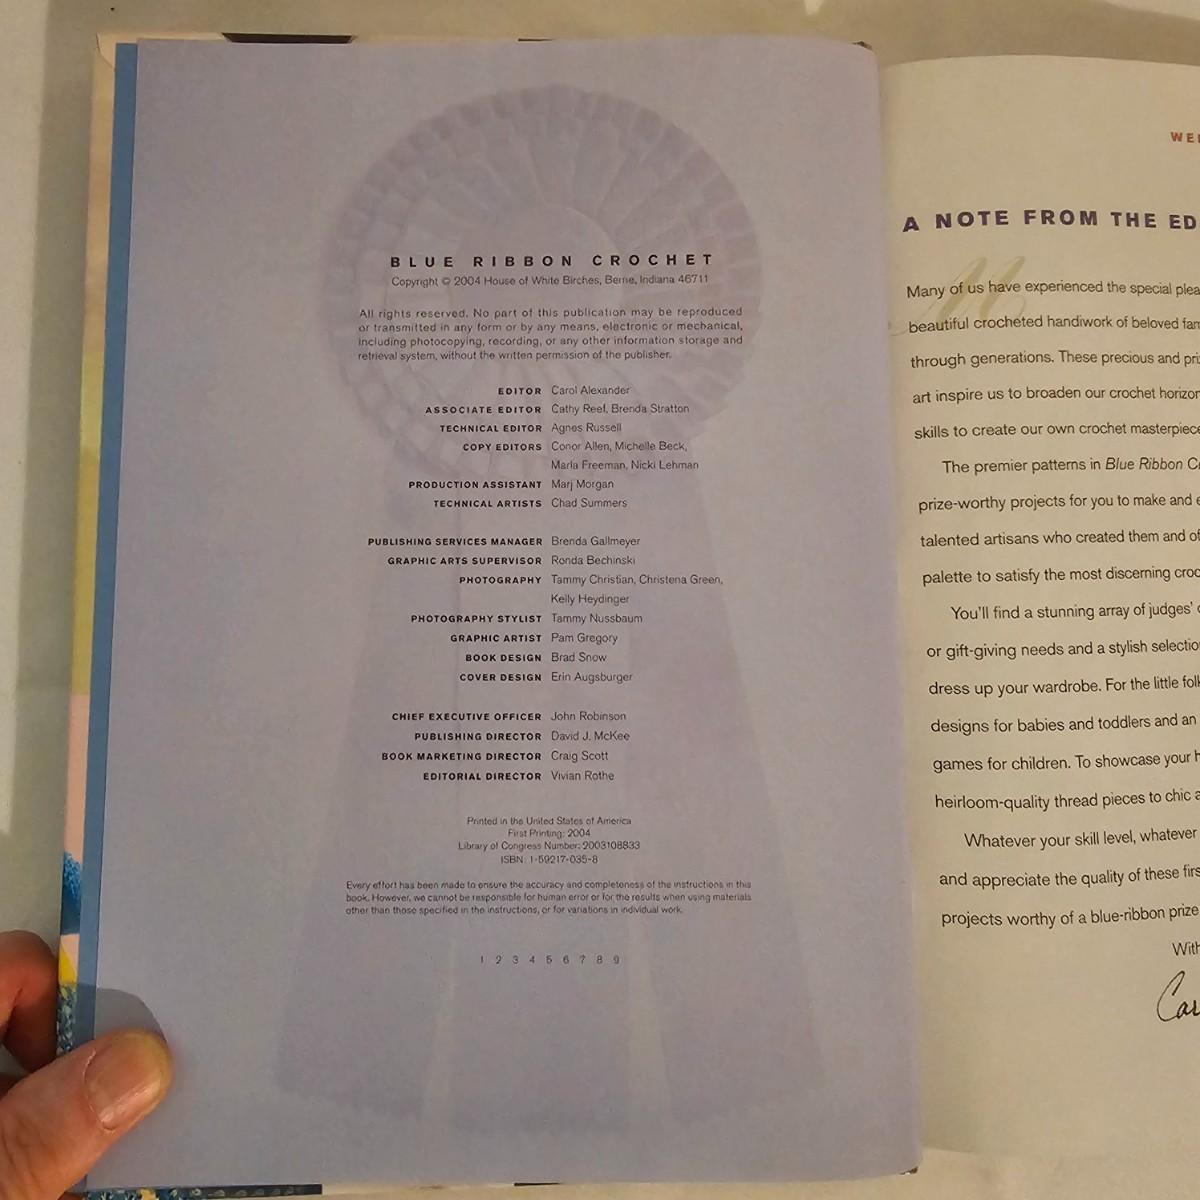 BLUE RIBBON CROCHET
Copyright © 2004 House of White Birches, Berne, Indiana 46711
All rights reserved. No part of this publication may be reproduced
or transmitted in any form or by any means, electronic or mechanical,
including photocopying, recording, or any other information storage and
retrieval system, without the written permission of the publisher.
EDITOR Carol Alexander
ASSOCIATE EDITOR Cathy Reef, Brenda Stratton
TECHNICAL EDITOR Agnes Russell
COPY EDITORS Conor Allen, Michelle Beck,
Marla Freeman, Nicki Lehman
PRODUCTION ASSISTANT Marj Morgan
TECHNICAL ARTISTS Chad Summers
PUBLISHING SERVICES MANAGER Brenda Gallmeyer
GRAPHIC ARTS SUPERVISOR Ronda Bechinski
PHOTOGRAPHY Tammy Christian, Christena Green,
Kelly Heydinger
PHOTOGRAPHY STYLIST Tammy Nussbaum
GRAPHIC ARTIST Pam Gregory
BOOK DESIGN Brad Snow
COVER DESIGN Erin Augsburger
CHIEF EXECUTIVE OFFICER John Robinson
PUBLISHING DIRECTOR David J. McKee
BOOK MARKETING DIRECTOR Craig Scott
EDITORIAL DIRECTOR Vivian Rothe
Printed in the United States of America
First Printing: 2004
Library of Congress Number: 2003108833
ISBN: 1-59217-035-8
Every effort has been made to ensure the accuracy and completeness of the instructions in this
book. However, we cannot be responsible for human error or for the results when using materials
other than those specified in the instructions, or for variations in individual work.
1 2 3 4 5 6 7 8 9
WEL
A NOTE FROM THE ED
M
Many of us have experienced the special plea
beautiful crocheted handiwork of beloved fam
through generations. These precious and pri
art inspire us to broaden our crochet horizon
skills to create our own crochet masterpiece
The premier patterns in Blue Ribbon C
prize-worthy projects for you to make and e
talented artisans who created them and of
palette to satisfy the most discerning croc
You'll find a stunning array of judges'
or gift-giving needs and a stylish selectio
dress up your wardrobe. For the little folk
designs for babies and toddlers and an
games for children. To showcase your h
heirloom-quality thread pieces to chic a
Whatever your skill level, whatever
and appreciate the quality of these firs
projects worthy of a blue-ribbon prize
With
Car